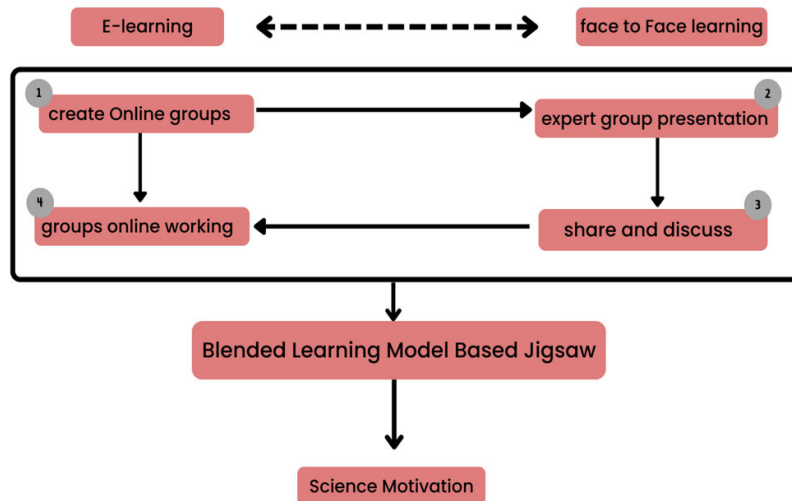 E-learning
face to Face learning
1
create Online groups
2
expert group presentation
4
groups online working
3
share and discuss
Blended Learning Model Based Jigsaw
Science Motivation